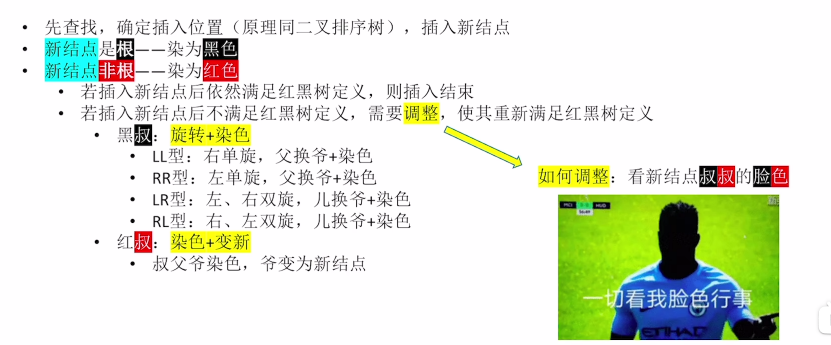 • 先查找，确定插入位置（原理同二叉排序树），插入新结点
• 新结点是根——染为黑色
• 新结点非根——染为红色
• 若插入新结点后依然满足红黑树定义，则插入结束
• 若插入新结点后不满足红黑树定义，需要调整，使其重新满足红黑树定义
• 黑叔：旋转+染色
• LL型：右单旋，父换爷+染色
• RR型：左单旋，父换爷+染色
• LR型：左、右双旋，儿换爷+染色
• RL型：右、左双旋，儿换爷+染色
• 红叔：染色+变新
• 叔父爷染色，爷变为新结点
如何调整：看新结点叔叔的脸色
一切看我脸色行事
ETIHAD